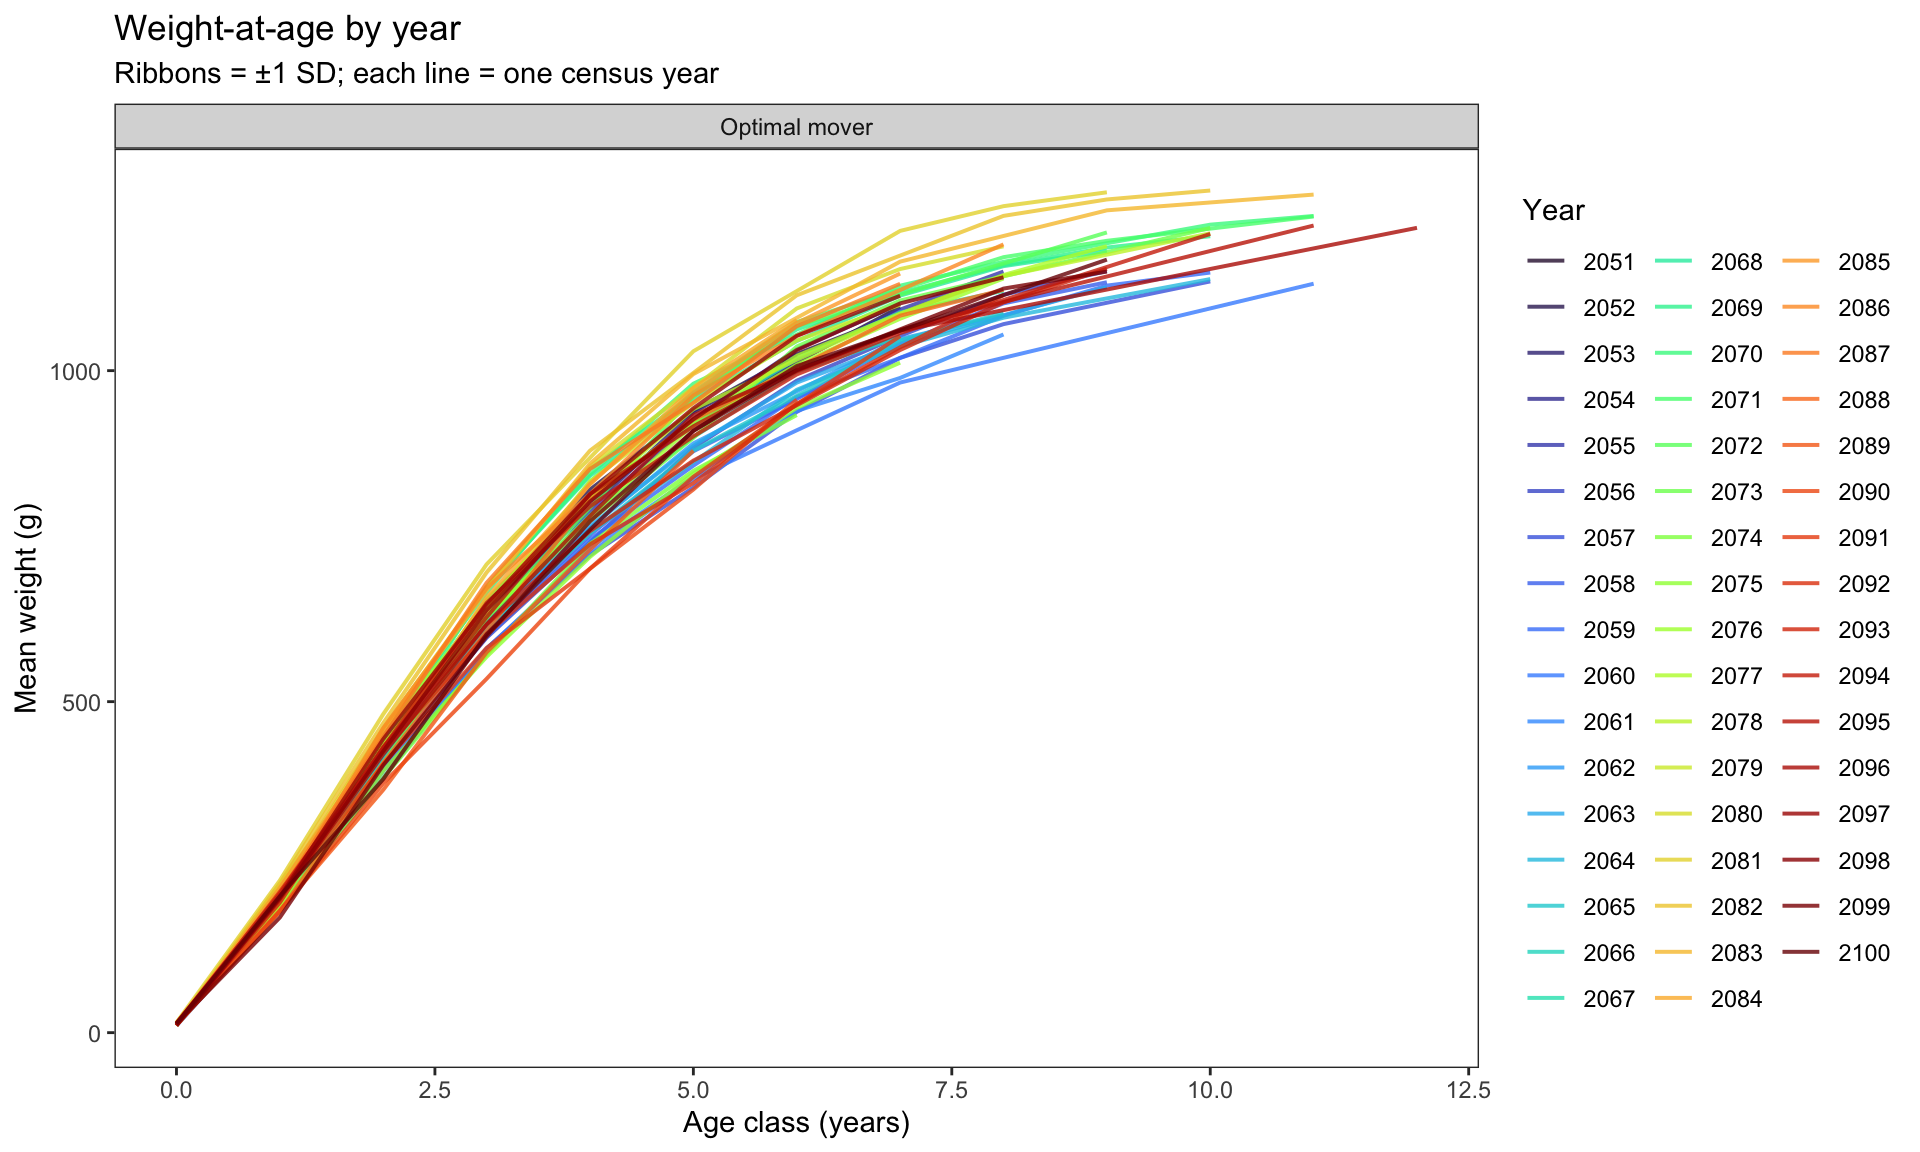 Weight-at-age by year
Ribbons = ±1 SD; each line = one census year
Optimal mover
Mean weight (g)
1000
500
0
0.0 2.5 5.0 7.5 10.0 12.5
Age class (years)
Year
2051 2068 2085
2052 2069 2086
2053 2070 2087
2054 2071 2088
2055 2072 2089
2056 2073 2090
2057 2074 2091
2058 2075 2092
2059 2076 2093
2060 2077 2094
2061 2078 2095
2062 2079 2096
2063 2080 2097
2064 2081 2098
2065 2082 2099
2066 2083 2100
2067 2084